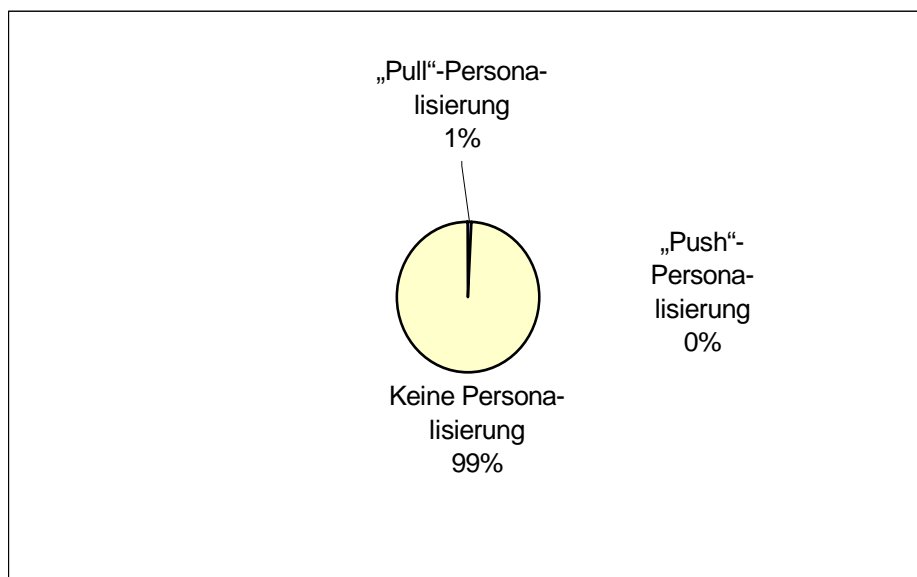 „Pull“-Persona-
lisierung
1%
„Push“-
Persona-
lisierung
0%
Keine Persona-
lisierung
99%